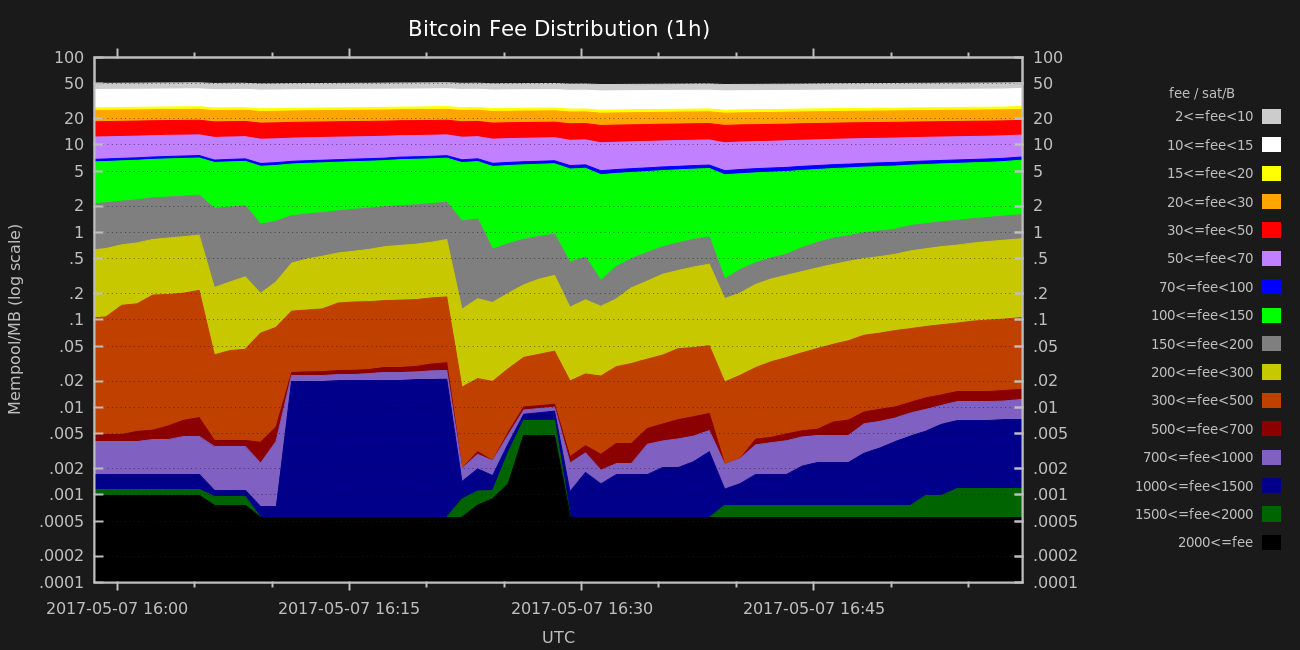 Bitcoin Fee Distribution (1h)
Mempool/MB (log scale)
100
50
20
10
5
2
1
.5
.2
.1
.05
.02
.01
.005
.002
.001
.0005
.0002
.0001
100
50
20
10
5
2
1
.5
.2
.1
.05
.02
.01
.005
.002
.001
.0005
.0002
.0001
2017-05-07 16:00 2017-05-07 16:15 2017-05-07 16:30 2017-05-07 16:45
UTC
fee / sat/B
2<=fee<10
10<=fee<15
15<=fee<20
20<=fee<30
30<=fee<50
50<=fee<70
70<=fee<100
100<=fee<150
150<=fee<200
200<=fee<300
300<=fee<500
500<=fee<700
700<=fee<1000
1000<=fee<1500
1500<=fee<2000
2000<=fee